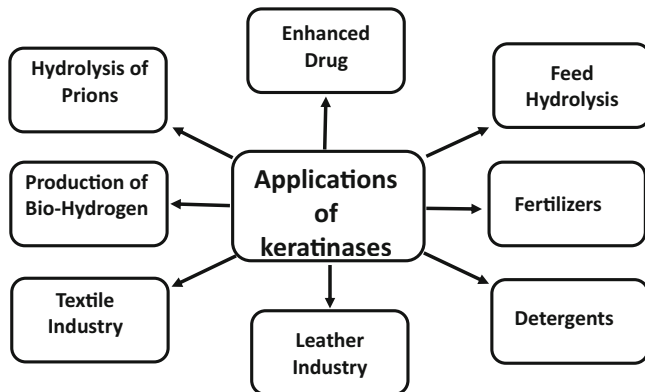 Enhanced
Drug
Hydrolysis of
Prions
Feed
Hydrolysis
Production of
Bio-Hydrogen
Applications
of
keratinases
Fertilizers
Textile
Industry
Leather
Industry
Detergents